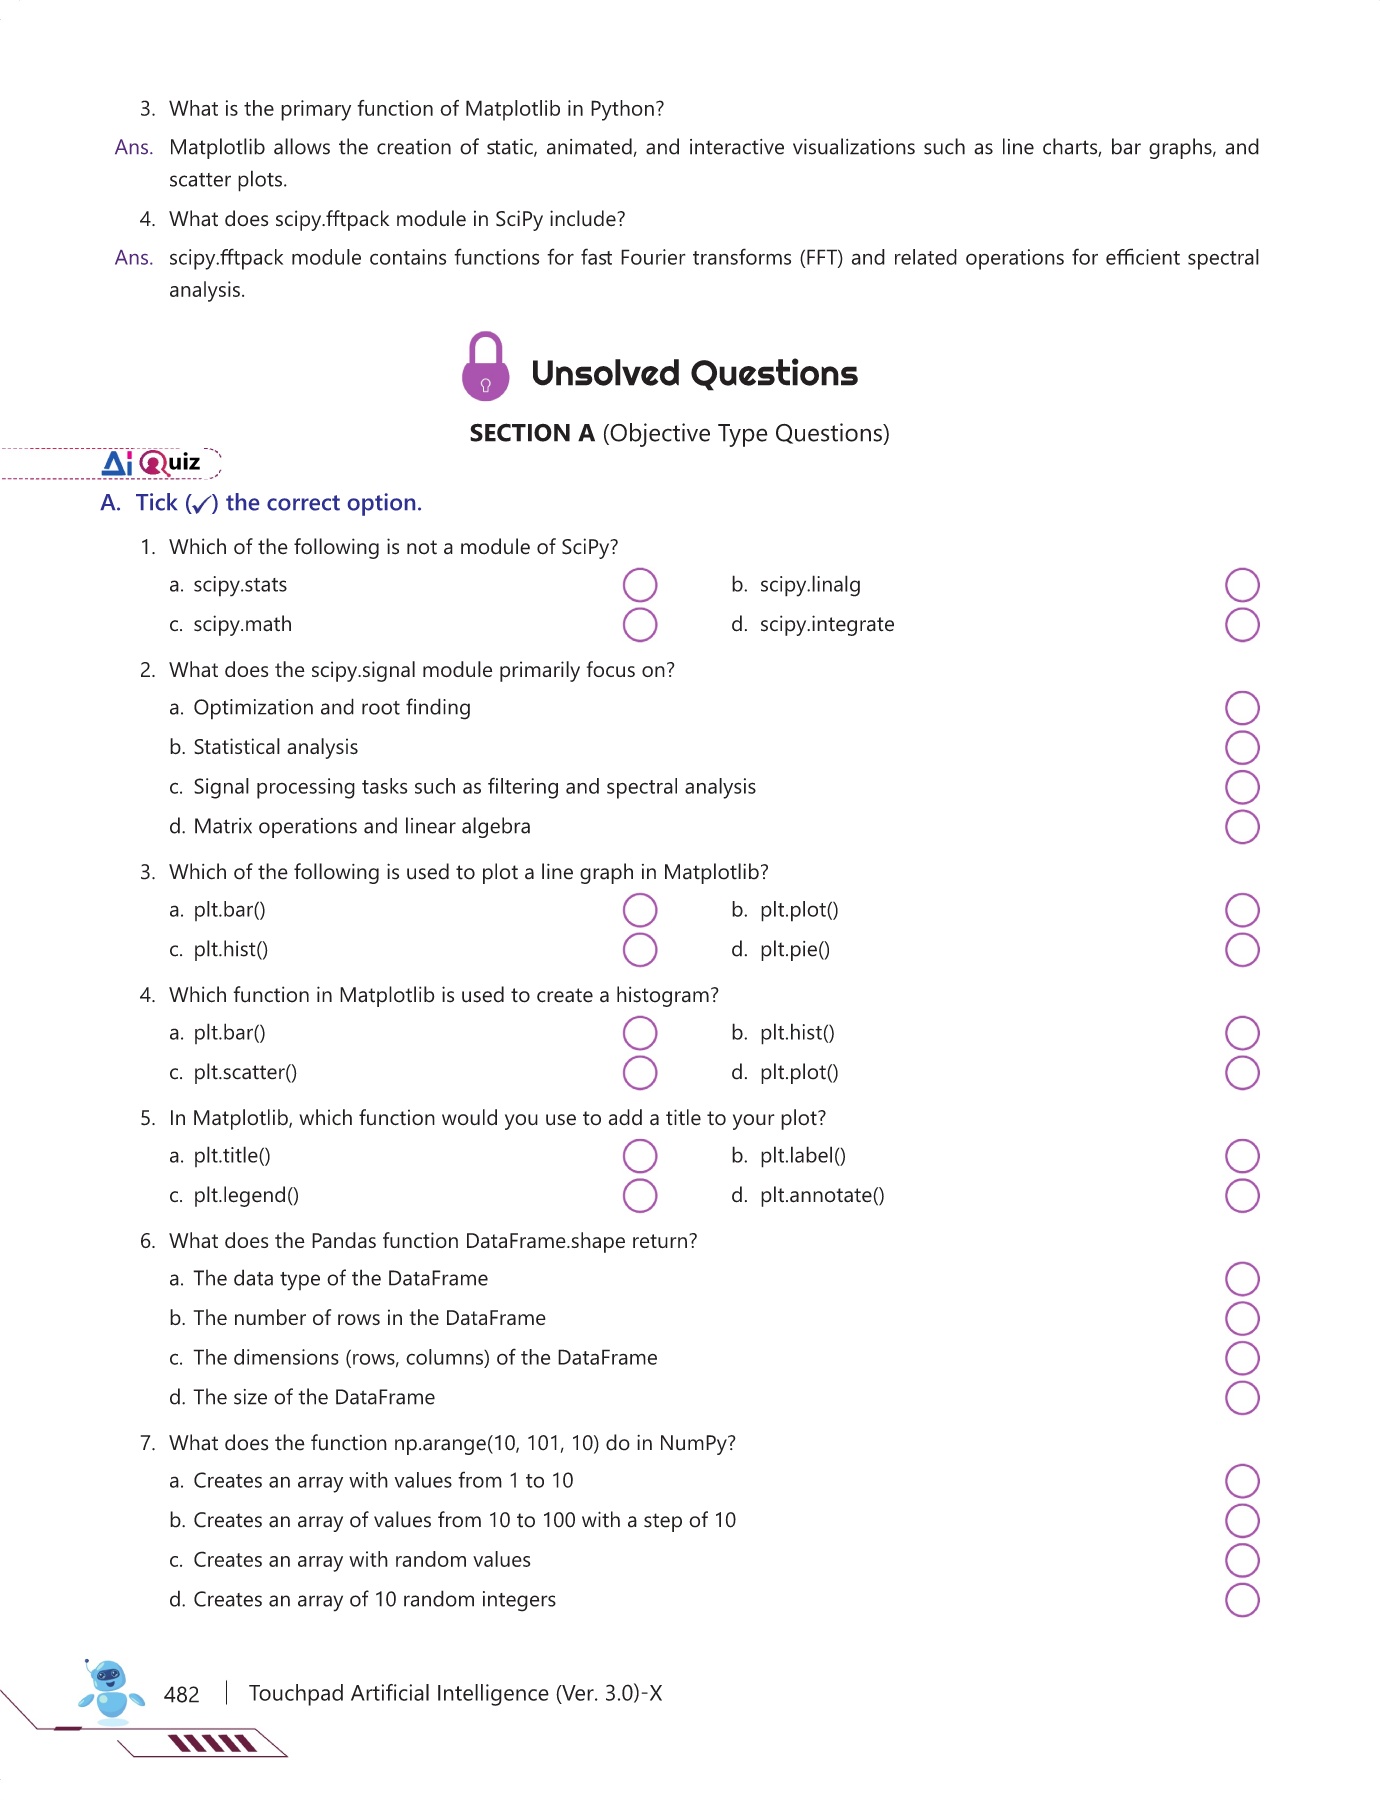 3. What is the primary function of Matplotlib in Python?
Ans. Matplotlib allows the creation of static, animated, and interactive visualizations such as line charts, bar graphs, and
scatter plots.
4. What does scipy.fftpack module in SciPy include?
Ans. scipy.fftpack module contains functions for fast Fourier transforms (FFT) and related operations for efficient spectral
analysis.
Unsolved Questions
SECTION A (Objective Type Questions)
Ai Quiz
A. Tick (✓) the correct option.
1. Which of the following is not a module of SciPy?
a. scipy.stats b. scipy.linalg
c. scipy.math d. scipy.integrate
2. What does the scipy.signal module primarily focus on?
a. Optimization and root finding
b. Statistical analysis
c. Signal processing tasks such as filtering and spectral analysis
d. Matrix operations and linear algebra
3. Which of the following is used to plot a line graph in Matplotlib?
a. plt.bar() b. plt.plot()
c. plt.hist() d. plt.pie()
4. Which function in Matplotlib is used to create a histogram?
a. plt.bar() b. plt.hist()
c. plt.scatter() d. plt.plot()
5. In Matplotlib, which function would you use to add a title to your plot?
a. plt.title() b. plt.label()
c. plt.legend() d. plt.annotate()
6. What does the Pandas function DataFrame.shape return?
a. The data type of the DataFrame
b. The number of rows in the DataFrame
c. The dimensions (rows, columns) of the DataFrame
d. The size of the DataFrame
7. What does the function np.arange(10, 101, 10) do in NumPy?
a. Creates an array with values from 1 to 10
b. Creates an array of values from 10 to 100 with a step of 10
c. Creates an array with random values
d. Creates an array of 10 random integers
482 | Touchpad Artificial Intelligence (Ver. 3.0)-X